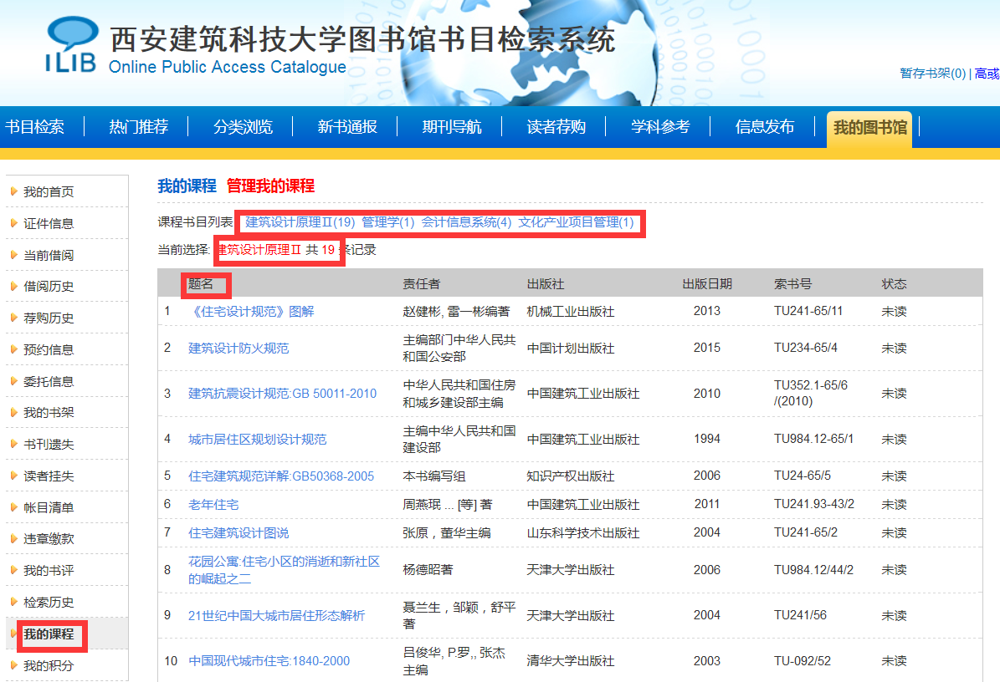 西安建筑科技大学图书馆书目检索系统
ILIB
Online Public Access Catalogue
暂存书架(0) | 高或
书目检索 热门推荐 分类浏览 新书通报 期刊导航 读者荐购 学科参考 信息发布 我的图书馆
我的首页
证件信息
当前借阅
借阅历史
荐购历史
预约信息
委托信息
我的书架
书刊遗失
读者挂失
帐目清单
违章缴款
我的书评
检索历史
我的课程
我的积分
我的课程 管理我的课程
课程书目列表 建筑设计原理Ⅱ(19) 管理学(1) 会计信息系统(4) 文化产业项目管理(1)
当前选择: 建筑设计原理Ⅱ 共 19 条记录
题名 责任者 出版社 出版日期 索书号 状态
1 《住宅设计规范》图解 赵健彬, 雷一彬编著 机械工业出版社 2013 TU241-65/11 未读
2 建筑设计防火规范 主编部门中华人民共
和国公安部 中国计划出版社 2015 TU234-65/4 未读
3 建筑抗震设计规范:GB 50011-2010 中华人民共和国住房
和城乡建设部主编 中国建筑工业出版社 2010 TU352.1-65/6
/(2010) 未读
4 城市居住区规划设计规范 主编中华人民共和国
建设部 中国建筑工业出版社 1994 TU984.12-65/1 未读
5 住宅建筑规范详解:GB50368-2005 本书编写组 知识产权出版社 2006 TU24-65/5 未读
6 老年住宅 周燕珉 ... [等] 著 中国建筑工业出版社 2011 TU241.93-43/2 未读
7 住宅建筑设计图说 张原，董华主编 山东科学技术出版社 2004 TU241-65/2 未读
8 花园公寓:住宅小区的消逝和新社区
的崛起之二 杨德昭著 天津大学出版社 2006 TU984.12/44/2 未读
9 21世纪中国大城市居住形态解析 聂兰生，邹颖，舒平
著 天津大学出版社 2004 TU241/56 未读
10 中国现代城市住宅:1840-2000 吕俊华, P.罗,, 张杰
主编 清华大学出版社 2003 TU-092/52 未读